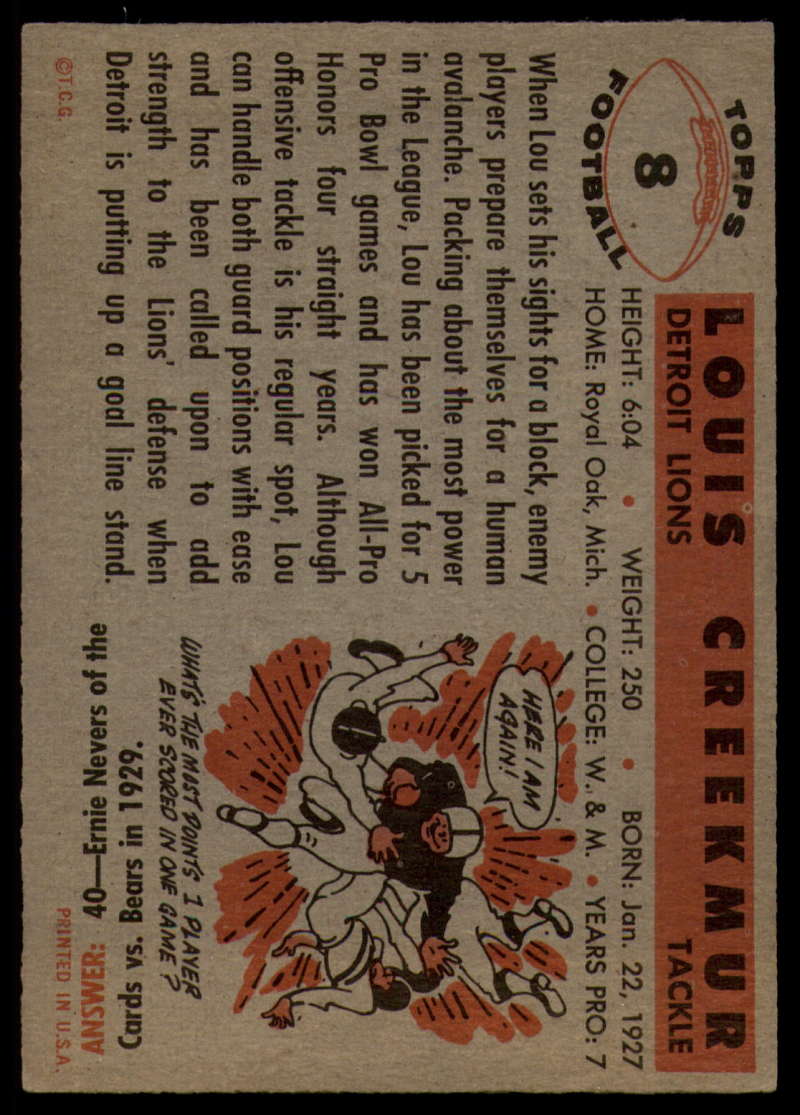 TOPPS
8
FOOTBALL
LOUIS CREEKMUR
DETROIT LIONS TACKLE
HEIGHT: 6:04 • WEIGHT: 250 • BORN: Jan. 22, 1927
HOME: Royal Oak, Mich. • COLLEGE: W. & M. • YEARS PRO: 7
When Lou sets his sights for a block, enemy
players prepare themselves for a human
avalanche. Packing about the most power
in the League, Lou has been picked for 5
Pro Bowl games and has won All-Pro
Honors four straight years. Although
offensive tackle is his regular spot, Lou
can handle both guard positions with ease
and has been called upon to add
strength to the Lions' defense when
Detroit is putting up a goal line stand.
©T.C.G.
HERE I AM
AGAIN!
WHAT'S THE MOST POINTS 1 PLAYER
EVER SCORED IN ONE GAME?
ANSWER: 40—Ernie Nevers of the
Cards vs. Bears in 1929.
PRINTED IN U.S.A.